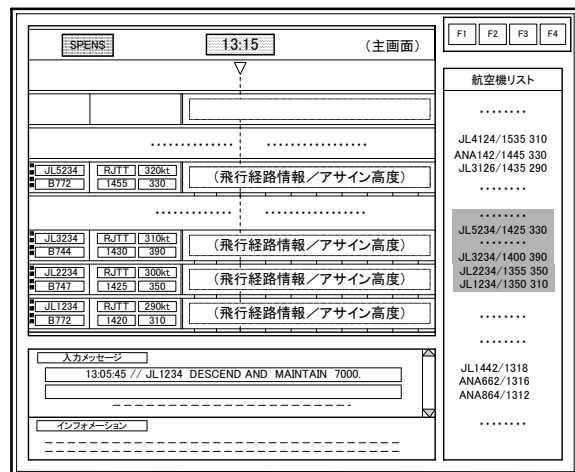 SPENS 13:15 (主画面)
F1 F2 F3 F4
▽
.............. .................
JL5234 RJTT 320kt (飛行経路情報/アサイン高度)
B772 1455 330
.............. .................
JL3234 RJTT 310kt (飛行経路情報/アサイン高度)
B744 1430 390
JL2234 RJTT 300kt (飛行経路情報/アサイン高度)
B747 1425 350
JL1234 RJTT 290kt (飛行経路情報/アサイン高度)
B772 1420 310
入力メッセージ
13:05:45 // JL1234 DESCEND AND MAINTAIN 7000.
インフォメーション
航空機リスト
........
JL4124/1535 310
ANA142/1445 330
JL3126/1435 290
........
........
JL5234/1425 330
........
JL3234/1400 390
JL2234/1355 350
JL1234/1350 310
........
........
JL1442/1318
ANA662/1316
ANA864/1312
........